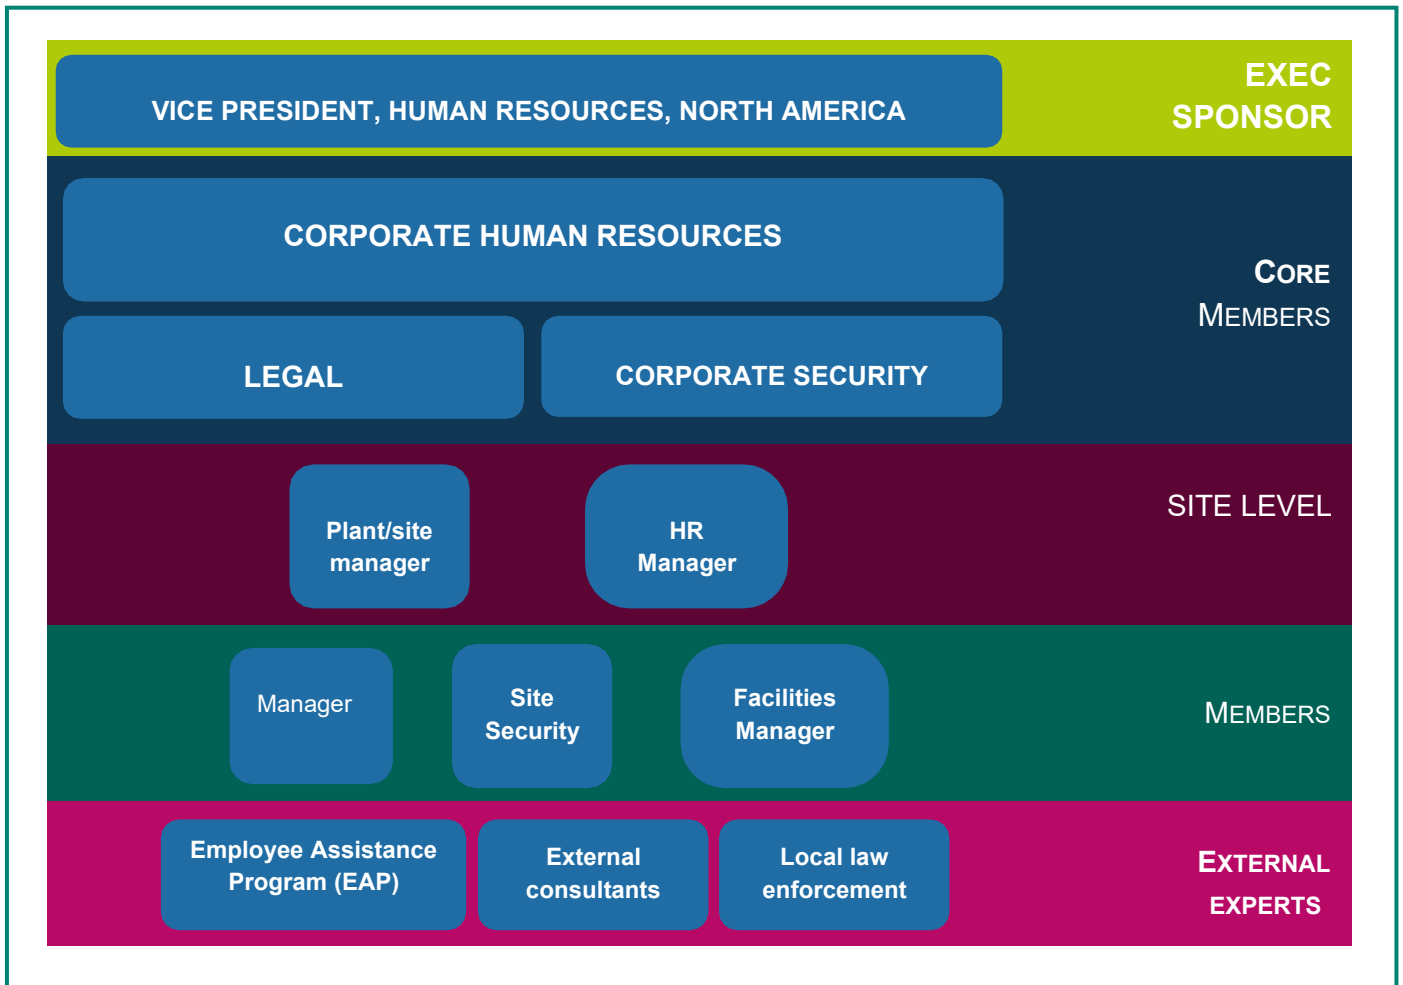 VICE PRESIDENT, HUMAN RESOURCES, NORTH AMERICA
EXEC
SPONSOR
CORPORATE HUMAN RESOURCES
CORE
MEMBERS
LEGAL
CORPORATE SECURITY
SITE LEVEL
Plant/site
manager
HR
Manager
Manager
Site
Security
Facilities
Manager
MEMBERS
Employee Assistance
Program (EAP)
External
consultants
Local law
enforcement
EXTERNAL
EXPERTS